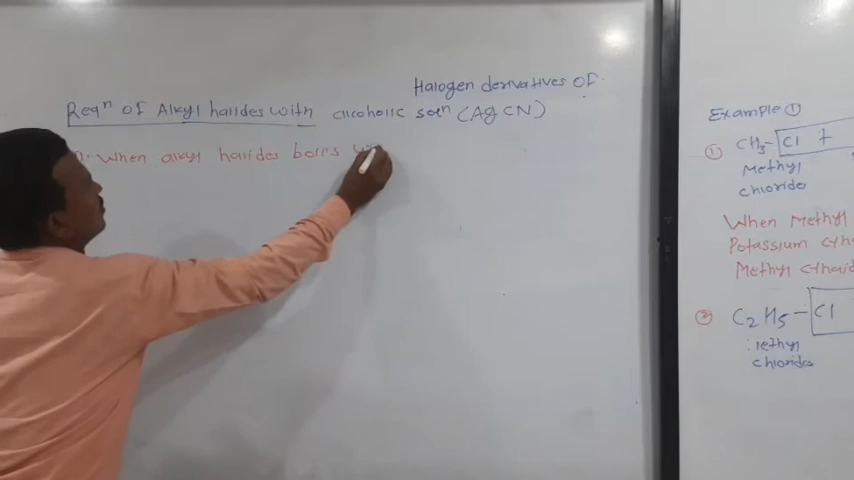 Halogen derivatives of
Reqⁿ of Alkyl halides with alcoholic solⁿ (AgCN)
When alkyl halides boils
Example ①
① CH₃-Cl +
Methyl
chloride
When Methyl
Potassium
Methyl
② C₂H₅-Cl
chloride